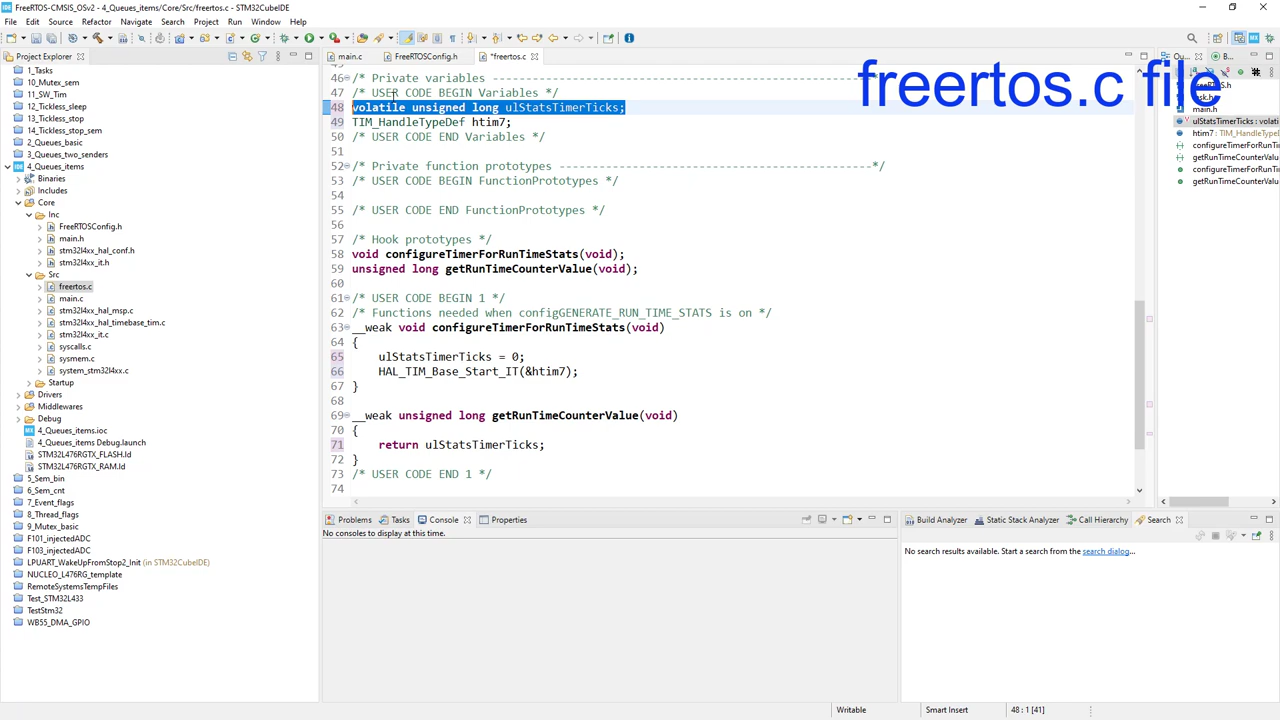 FreeRTOS-CMSIS_OSv2 - 4_Queues_items/Core/Src/freertos.c - STM32CubeIDE
File Edit Source Refactor Navigate Search Project Run Window Help
Project Explorer
main.c
FreeRTOSConfig.h
*freertos.c
freertos.c file
1_Tasks
10_Mutex_sem
11_SW_Tim
12_Tickless_sleep
13_Tickless_stop
14_Tickless_stop_sem
2_Queues_basic
3_Queues_two_senders
4_Queues_items
Binaries
Includes
Core
Inc
FreeRTOSConfig.h
main.h
stm32l4xx_hal_conf.h
stm32l4xx_it.h
Src
freertos.c
main.c
stm32l4xx_hal_msp.c
stm32l4xx_hal_timebase_tim.c
stm32l4xx_it.c
syscalls.c
sysmem.c
system_stm32l4xx.c
Startup
Drivers
Middlewares
Debug
4_Queues_items.ioc
4_Queues_items Debug.launch
STM32L476RGTX_FLASH.ld
STM32L476RGTX_RAM.ld
5_Sem_bin
6_Sem_cnt
7_Event_flags
8_Thread_flags
9_Mutex_basic
F101_injectedADC
F103_injectedADC
LPUART_WakeUpFromStop2_Init (in STM32CubeIDE)
NUCLEO_L476RG_template
RemoteSystemsTempFiles
Test_STM32L433
TestStm32
WB55_DMA_GPIO
46 /* Private variables ---------------------------------------------------------*/
47 /* USER CODE BEGIN Variables */
48 volatile unsigned long ulStatsTimerTicks;
49 TIM_HandleTypeDef htim7;
50 /* USER CODE END Variables */
51
52 /* Private function prototypes -----------------------------------------------*/
53 /* USER CODE BEGIN FunctionPrototypes */
54
55 /* USER CODE END FunctionPrototypes */
56
57 /* Hook prototypes */
58 void configureTimerForRunTimeStats(void);
59 unsigned long getRunTimeCounterValue(void);
60
61 /* USER CODE BEGIN 1 */
62 /* Functions needed when configGENERATE_RUN_TIME_STATS is on */
63 __weak void configureTimerForRunTimeStats(void)
64 {
65 ulStatsTimerTicks = 0;
66 HAL_TIM_Base_Start_IT(&htim7);
67 }
68
69 __weak unsigned long getRunTimeCounterValue(void)
70 {
71 return ulStatsTimerTicks;
72 }
73 /* USER CODE END 1 */
74
main.h
ulStatsTimerTicks : volati
htim7 : TIM_HandleTypeD
configureTimerForRunTim
getRunTimeCounterValue
configureTimerForRunTim
getRunTimeCounterValue
Problems Tasks Console Properties
No consoles to display at this time.
Build Analyzer Static Stack Analyzer Call Hierarchy Search
No search results available. Start a search from the search dialog...
Writable Smart Insert 48 : 1 [41]